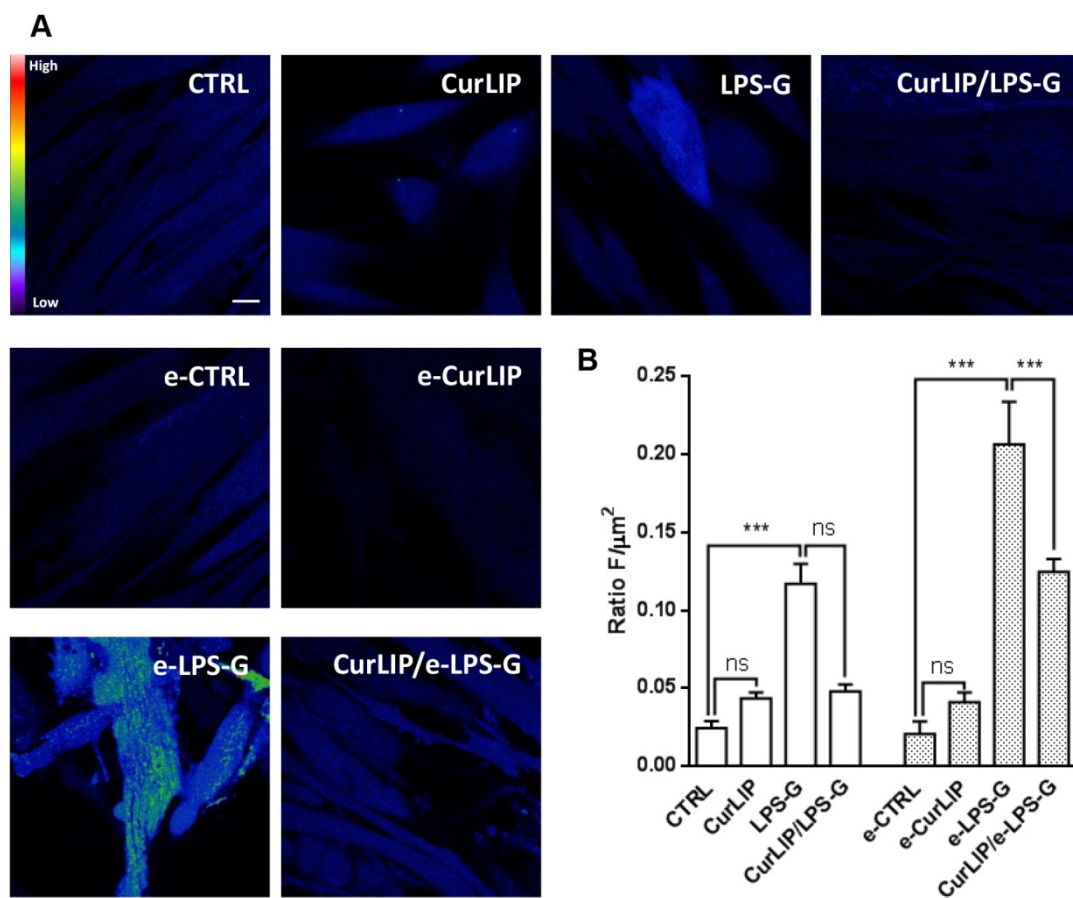 A
High
Low
CTRL
CurLIP
LPS-G
CurLIP/LPS-G
e-CTRL
e-CurLIP
e-LPS-G
CurLIP/e-LPS-G
B
Ratio F/µm²
0.25
0.20
0.15
0.10
0.05
0.00
ns
***
ns
ns
***
***
CTRL
CurLIP
LPS-G
CurLIP/LPS-G
e-CTRL
e-CurLIP
e-LPS-G
CurLIP/e-LPS-G